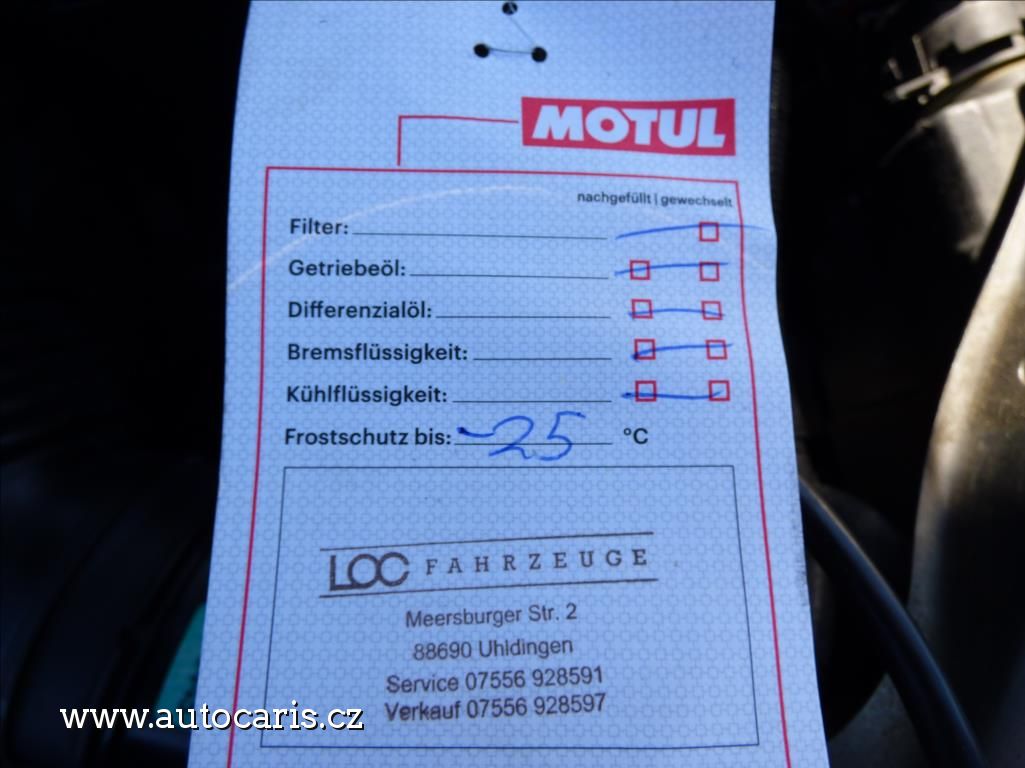 MOTUL
nachgefüllt | gewechselt
Filter:
Getriebeöl:
Differenzialöl:
Bremsflüssigkeit:
Kühlflüssigkeit:
Frostschutz bis: -25 °C
LOC FAHRZEUGE
Meersburger Str. 2
88690 Uhldingen
Service 07556 928591
Verkauf 07556 928597
www.autocaris.cz